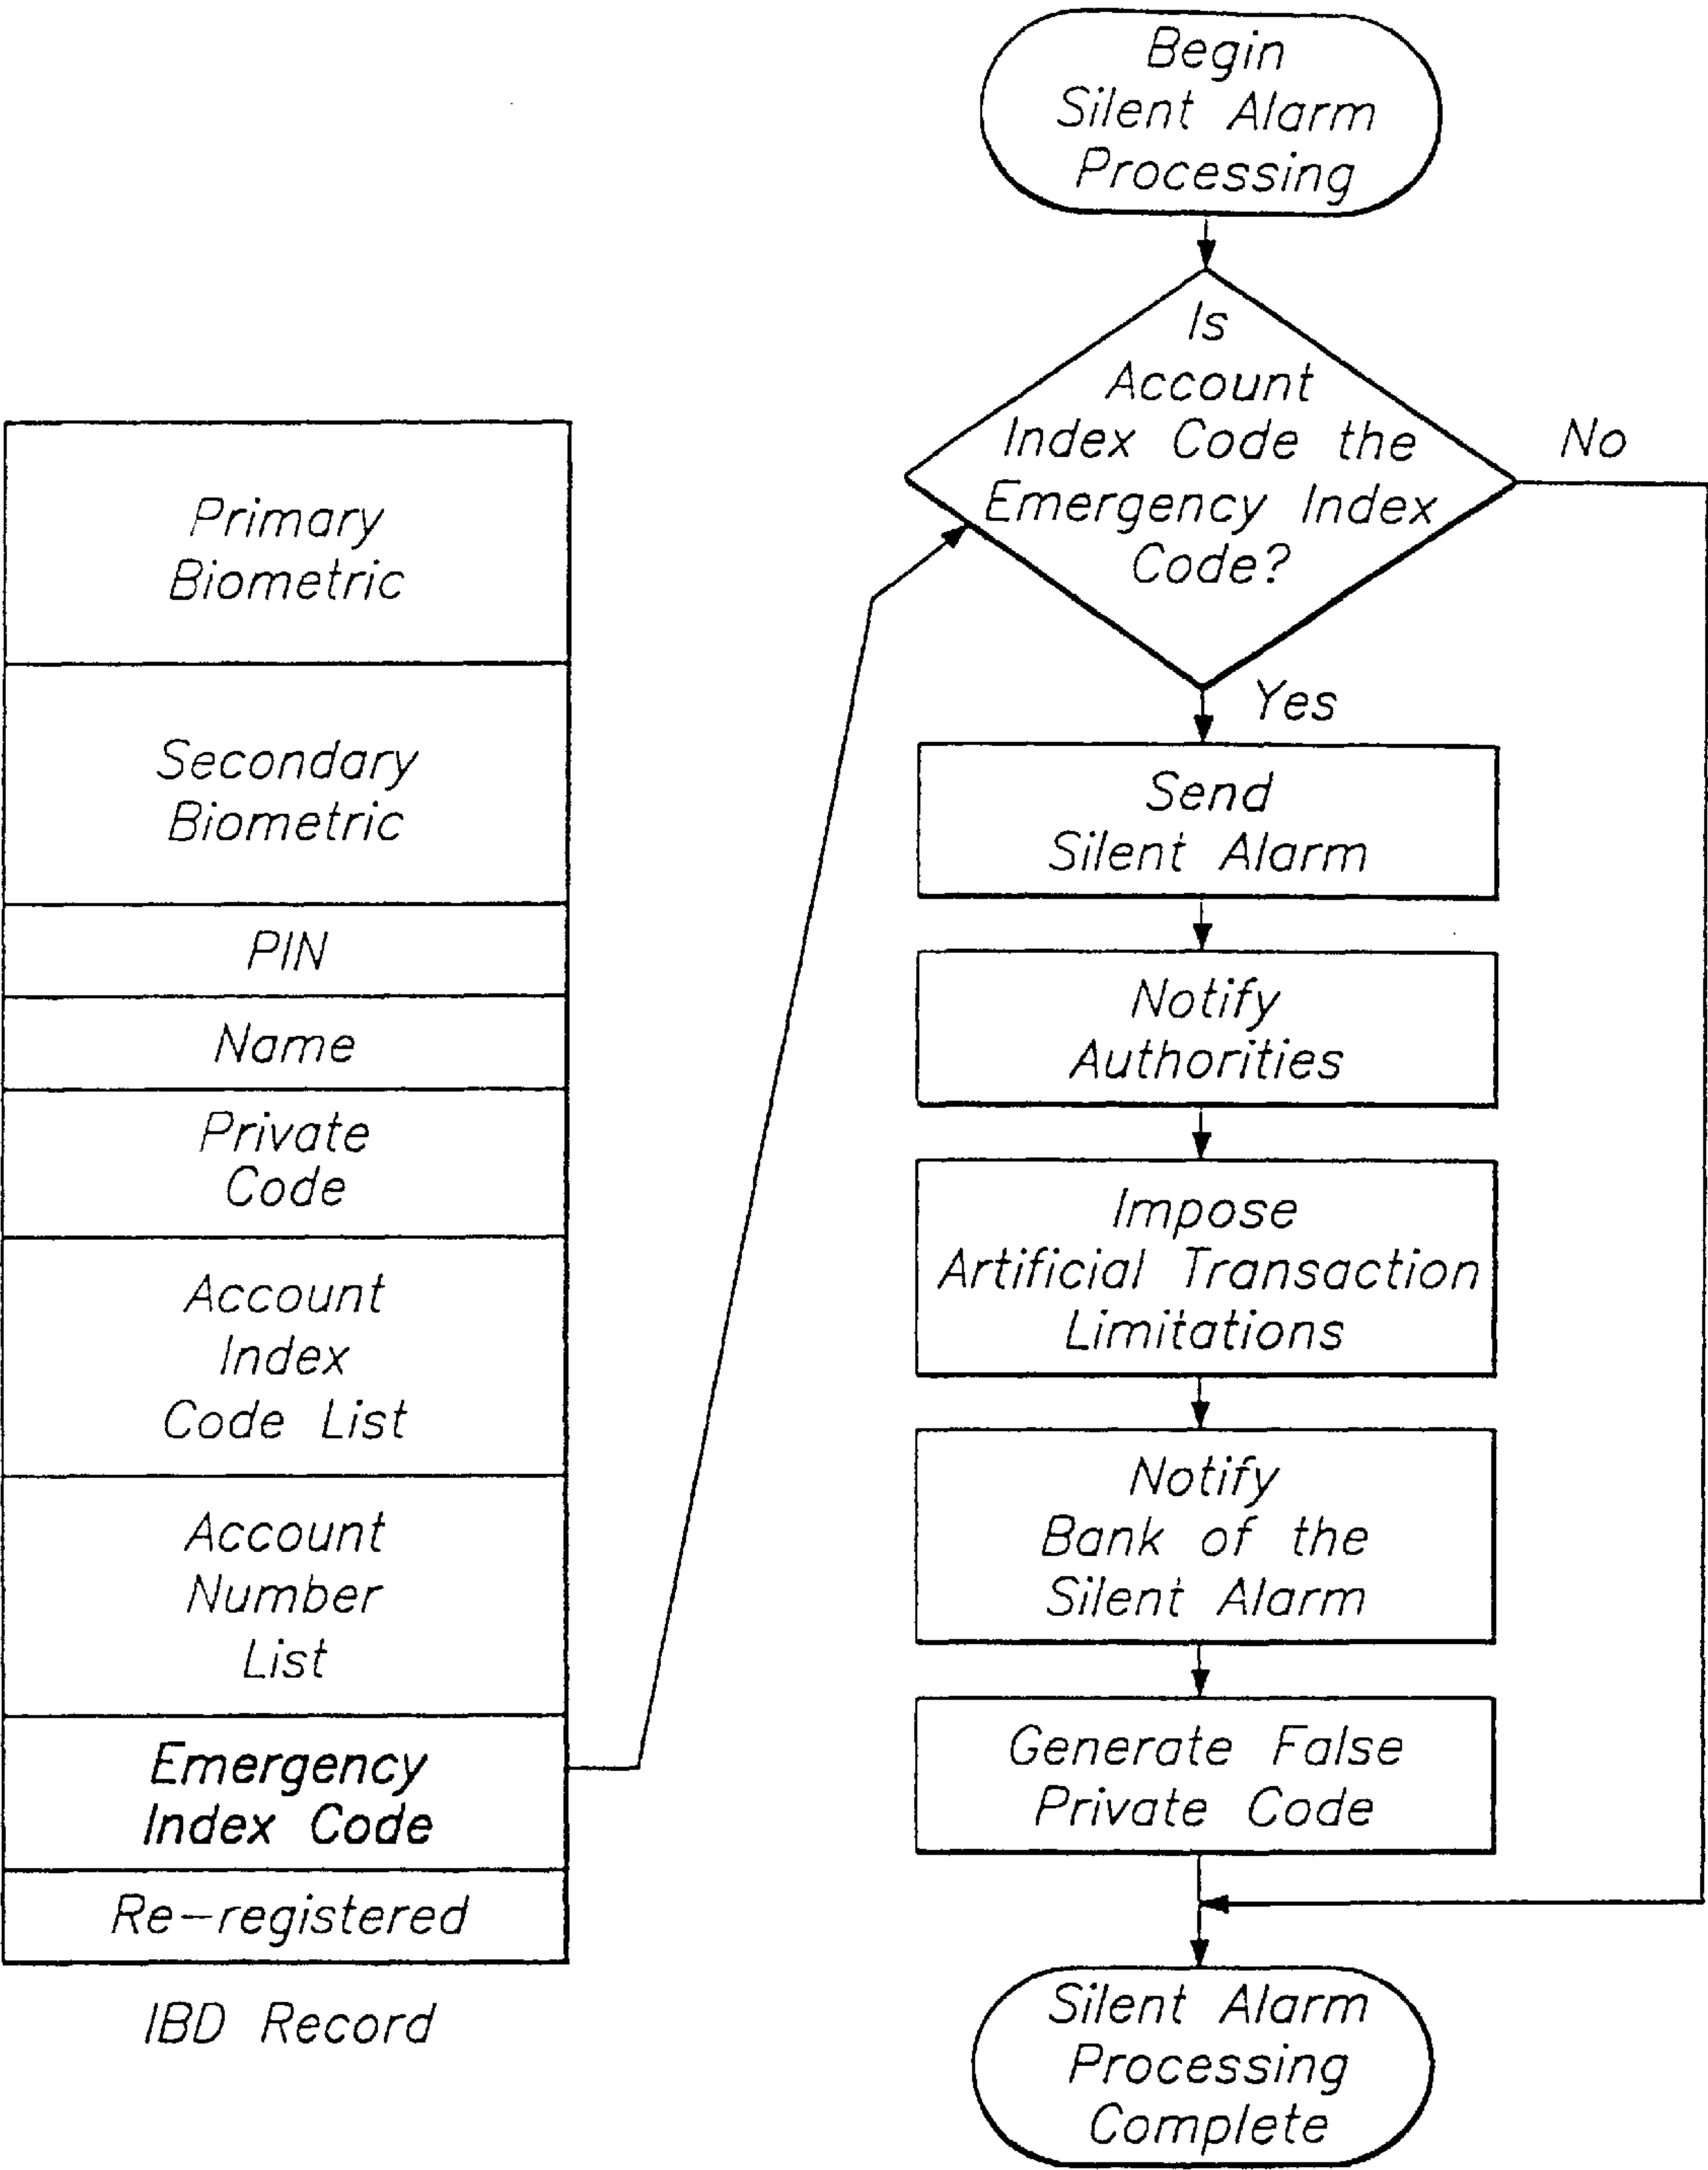 Begin
Silent Alarm
Processing
Is
Account
Index Code the
Emergency Index
Code?
No
Yes
Send
Silent Alarm
Notify
Authorities
Impose
Artificial Transaction
Limitations
Notify
Bank of the
Silent Alarm
Generate False
Private Code
Silent Alarm
Processing
Complete
Primary
Biometric
Secondary
Biometric
PIN
Name
Private
Code
Account
Index
Code List
Account
Number
List
Emergency
Index Code
Re-registered
IBD Record